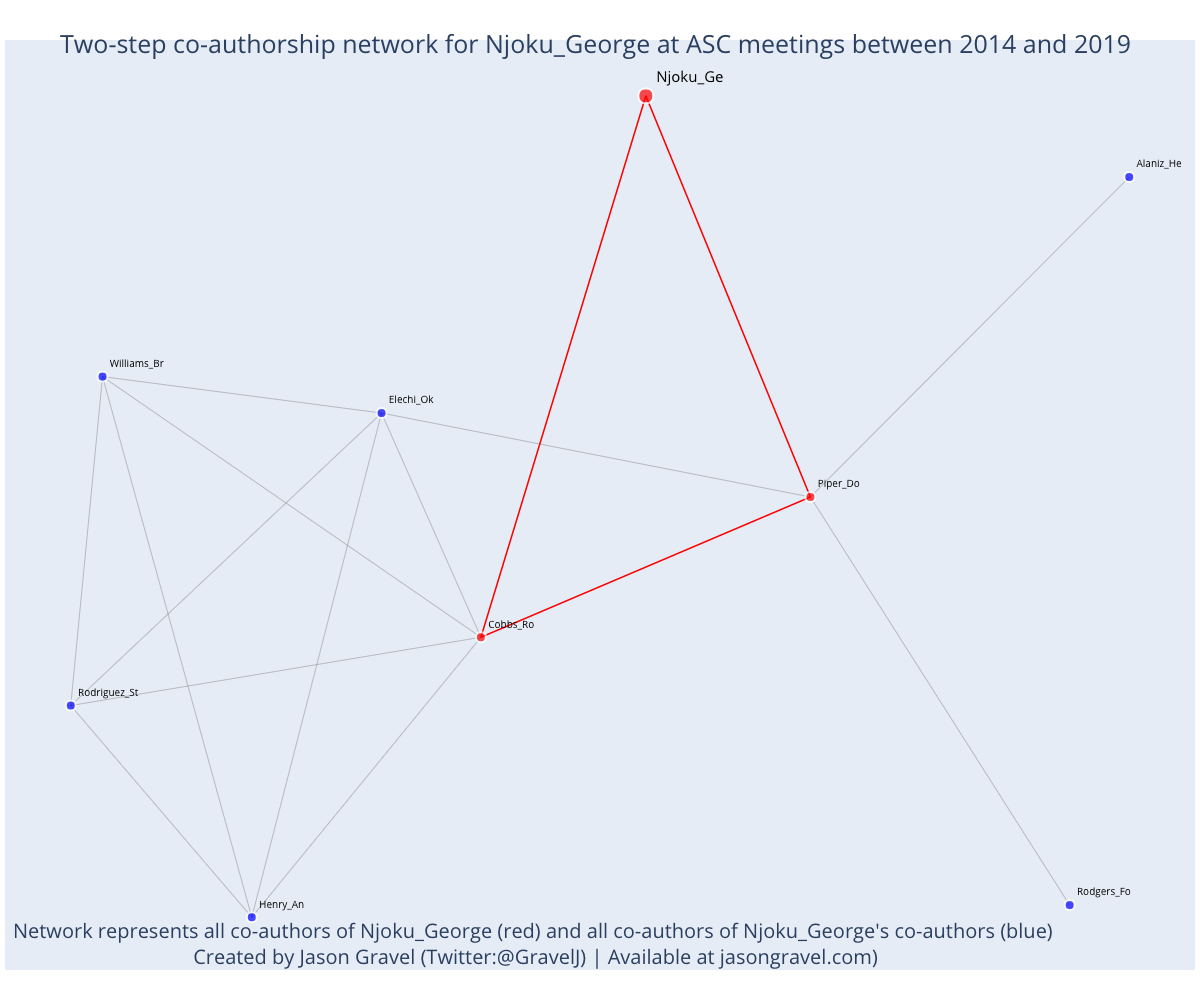 Two-step co-authorship network for Njoku_George at ASC meetings between 2014 and 2019
Njoku_Ge
Alaniz_He
Williams_Br
Elechi_Ok
Piper_Do
Cobbs_Ro
Rodriguez_St
Rodgers_Fo
Henry_An
Network represents all co-authors of Njoku_George (red) and all co-authors of Njoku_George's co-authors (blue)
Created by Jason Gravel (Twitter:@GravelJ) | Available at jasongravel.com)